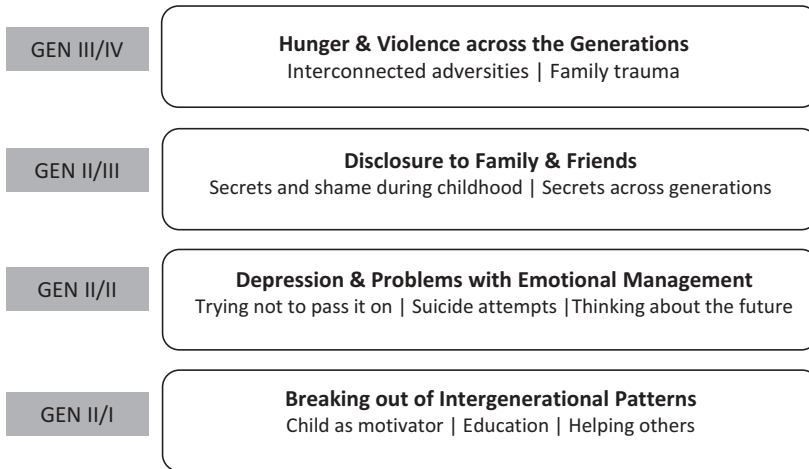 GEN III/IV
Hunger & Violence across the Generations
Interconnected adversities | Family trauma
GEN II/III
Disclosure to Family & Friends
Secrets and shame during childhood | Secrets across generations
GEN II/II
Depression & Problems with Emotional Management
Trying not to pass it on | Suicide attempts |Thinking about the future
GEN II/I
Breaking out of Intergenerational Patterns
Child as motivator | Education | Helping others